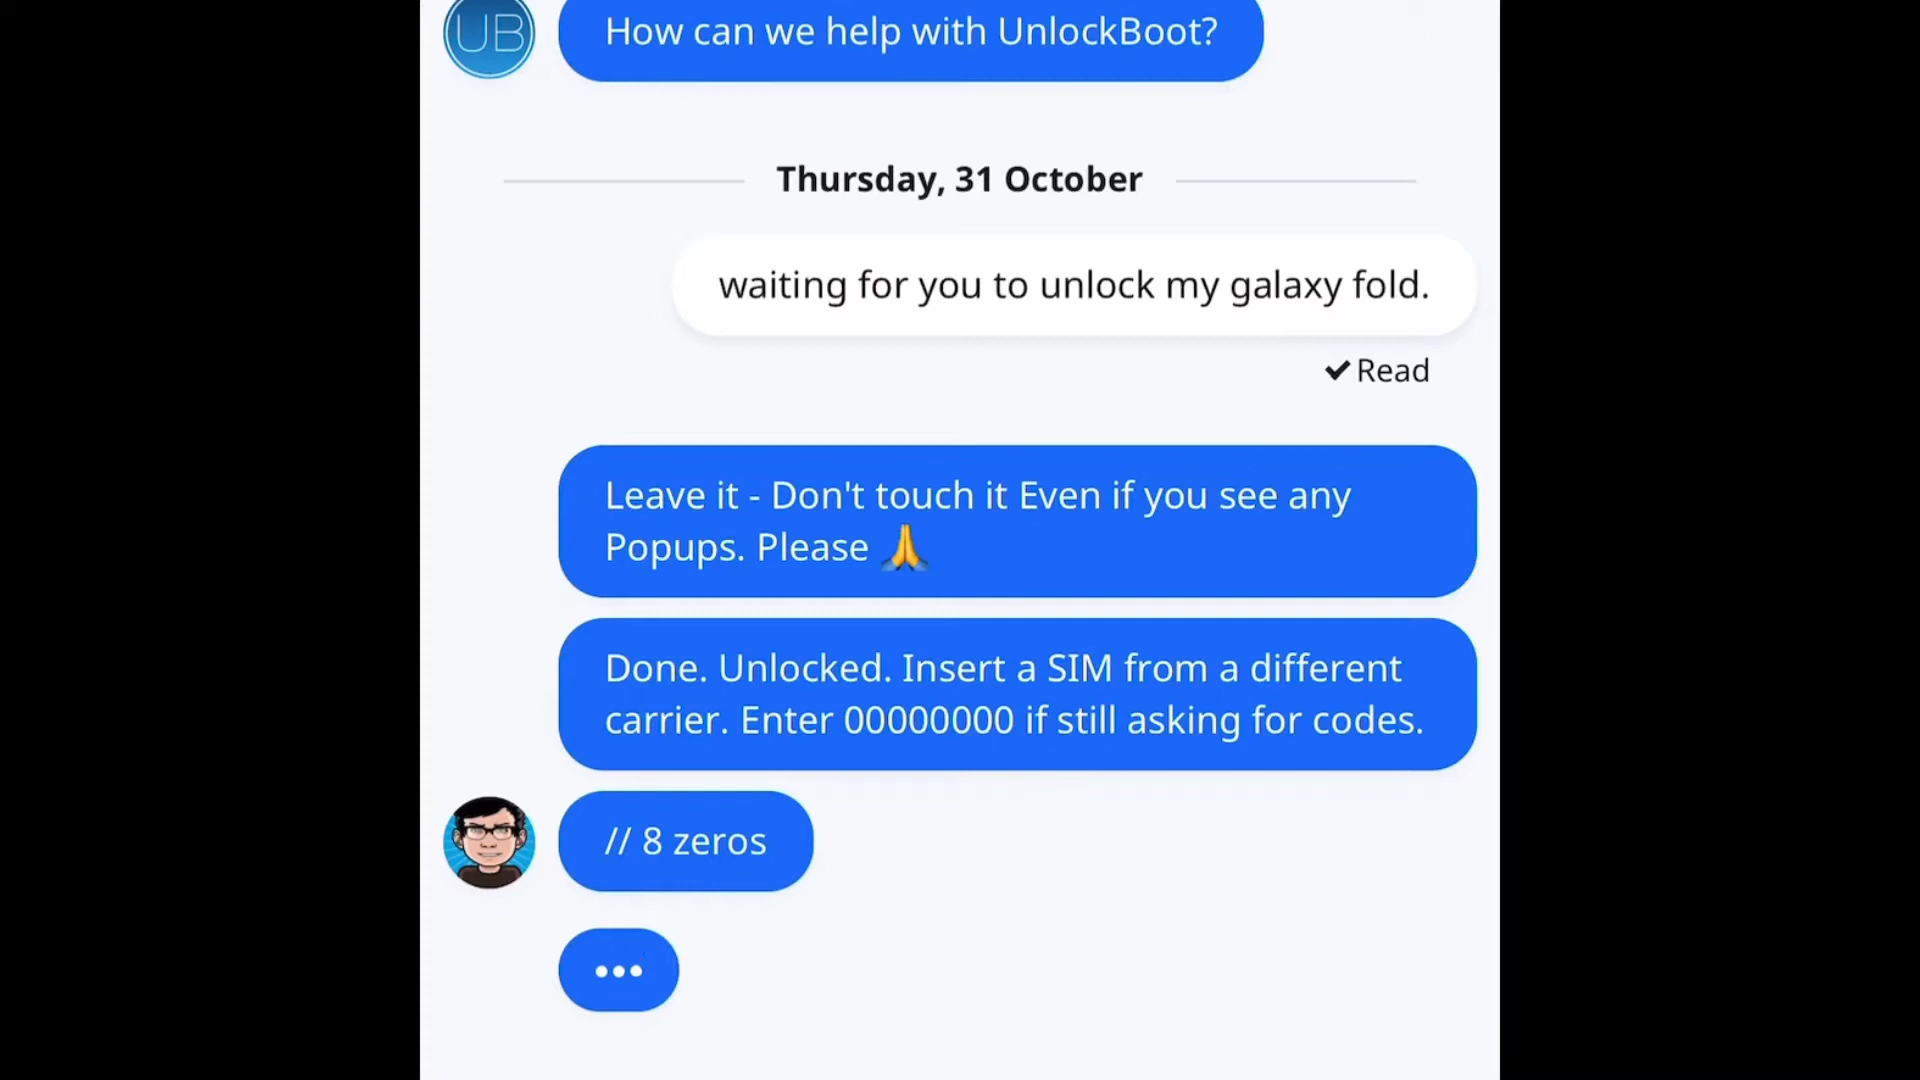 UB
How can we help with UnlockBoot?
Thursday, 31 October
waiting for you to unlock my galaxy fold.
✔ Read
Leave it - Don't touch it Even if you see any
Popups. Please 🙏
Done. Unlocked. Insert a SIM from a different
carrier. Enter 00000000 if still asking for codes.
// 8 zeros